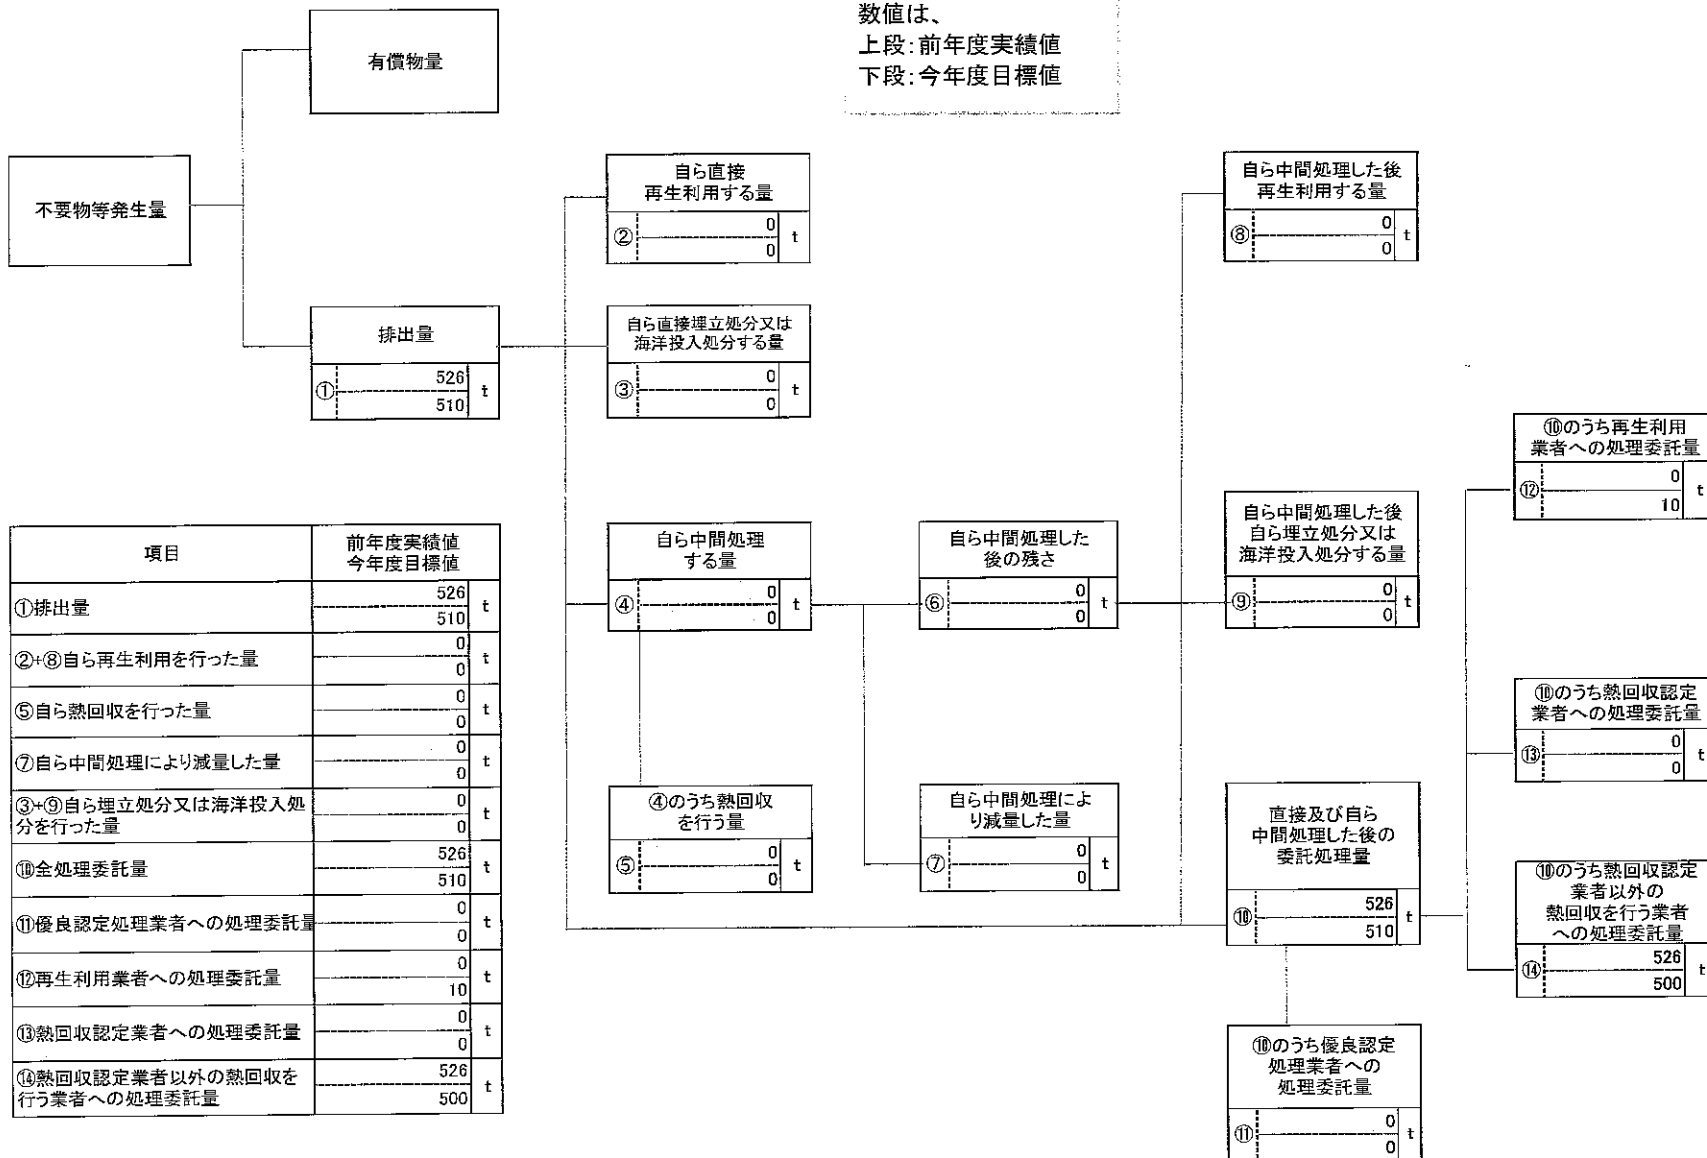 数値は、
上段:前年度実績値
下段:今年度目標値
有償物量
不要物等発生量
排出量
①
526
510
t
自ら直接
再生利用する量
②
0
0
t
自ら直接埋立処分又は
海洋投入処分する量
③
0
0
t
自ら中間処理
する量
④
0
0
t
④のうち熱回収
を行う量
⑤
0
0
t
自ら中間処理した
後の残さ
⑥
0
0
t
自ら中間処理によ
り減量した量
⑦
0
0
t
自ら中間処理した後
再生利用する量
⑧
0
0
t
自ら中間処理した後
自ら埋立処分又は
海洋投入処分する量
⑨
0
0
t
直接及び自ら
中間処理した後の
委託処理量
⑩
526
510
t
⑩のうち優良認定
処理業者への
処理委託量
⑪
0
0
t
⑩のうち再生利用
業者への処理委託量
⑫
0
10
t
⑩のうち熱回収認定
業者への処理委託量
⑬
0
0
t
⑩のうち熱回収認定
業者以外の
熱回収を行う業者
への処理委託量
⑭
526
500
t
項目
前年度実績値
今年度目標値
①排出量
526
510
t
②+⑧自ら再生利用を行った量
0
0
t
⑤自ら熱回収を行った量
0
0
t
⑦自ら中間処理により減量した量
0
0
t
③+⑨自ら埋立処分又は海洋投入処
分を行った量
0
0
t
⑩全処理委託量
526
510
t
⑪優良認定処理業者への処理委託量
0
0
t
⑫再生利用業者への処理委託量
0
10
t
⑬熱回収認定業者への処理委託量
0
0
t
⑭熱回収認定業者以外の熱回収を
行う業者への処理委託量
526
500
t